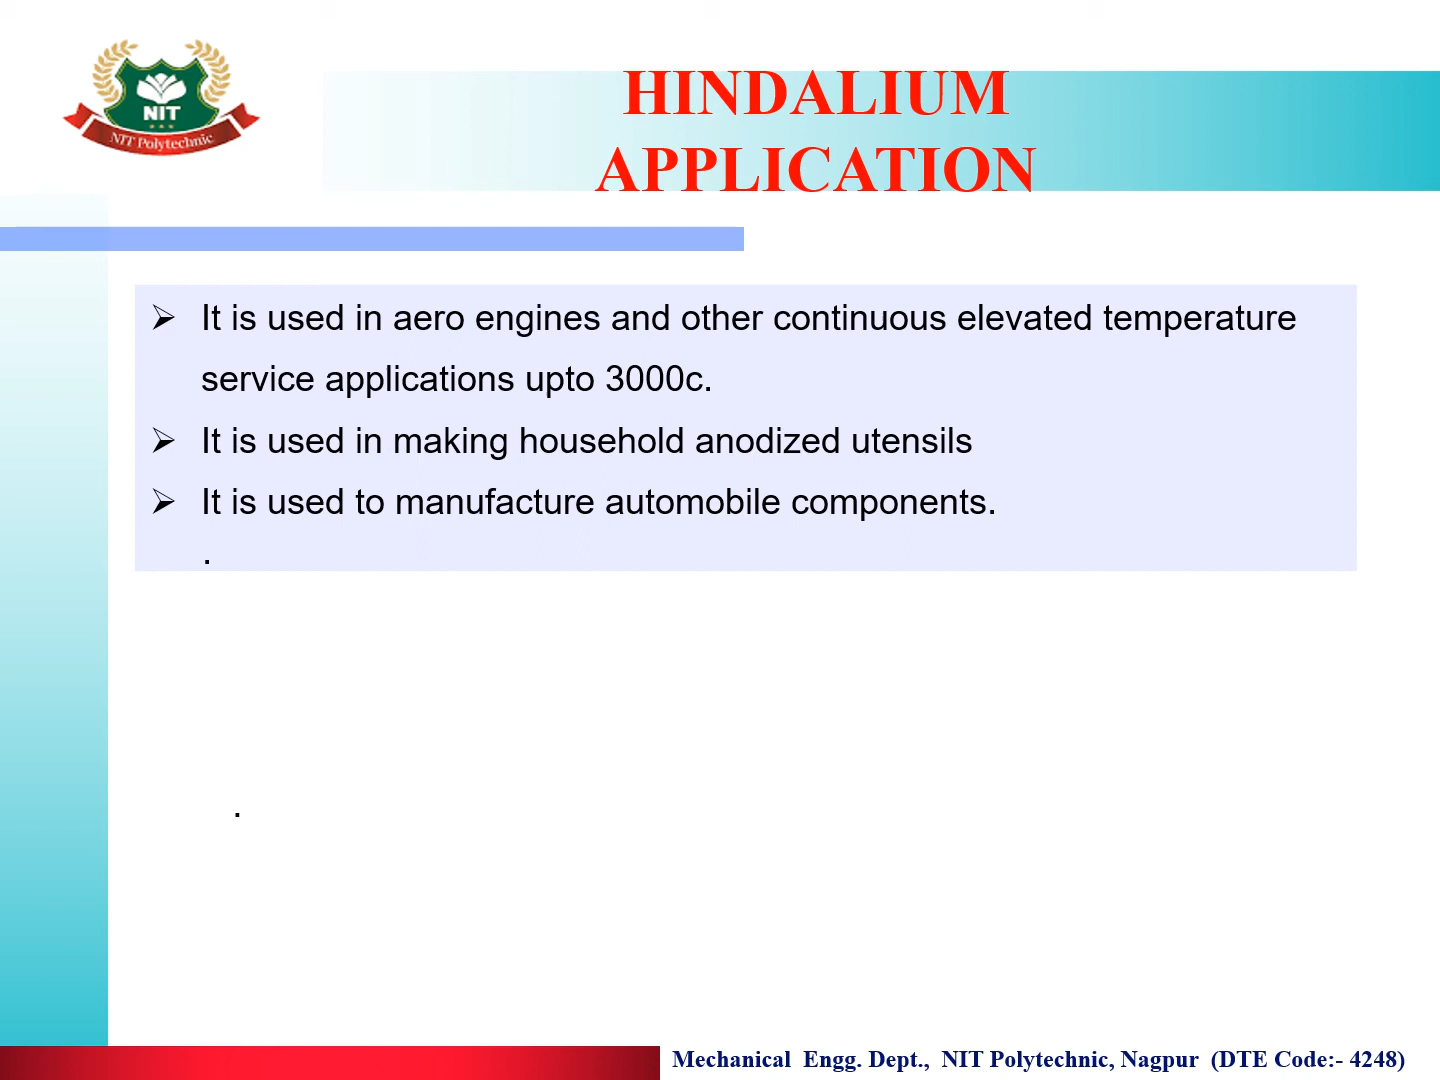 NIT
NIT Polytechnic
HINDALIUM
APPLICATION
➢ It is used in aero engines and other continuous elevated temperature
service applications upto 3000c.
➢ It is used in making household anodized utensils
➢ It is used to manufacture automobile components.
.
.
Mechanical Engg. Dept., NIT Polytechnic, Nagpur (DTE Code:- 4248)